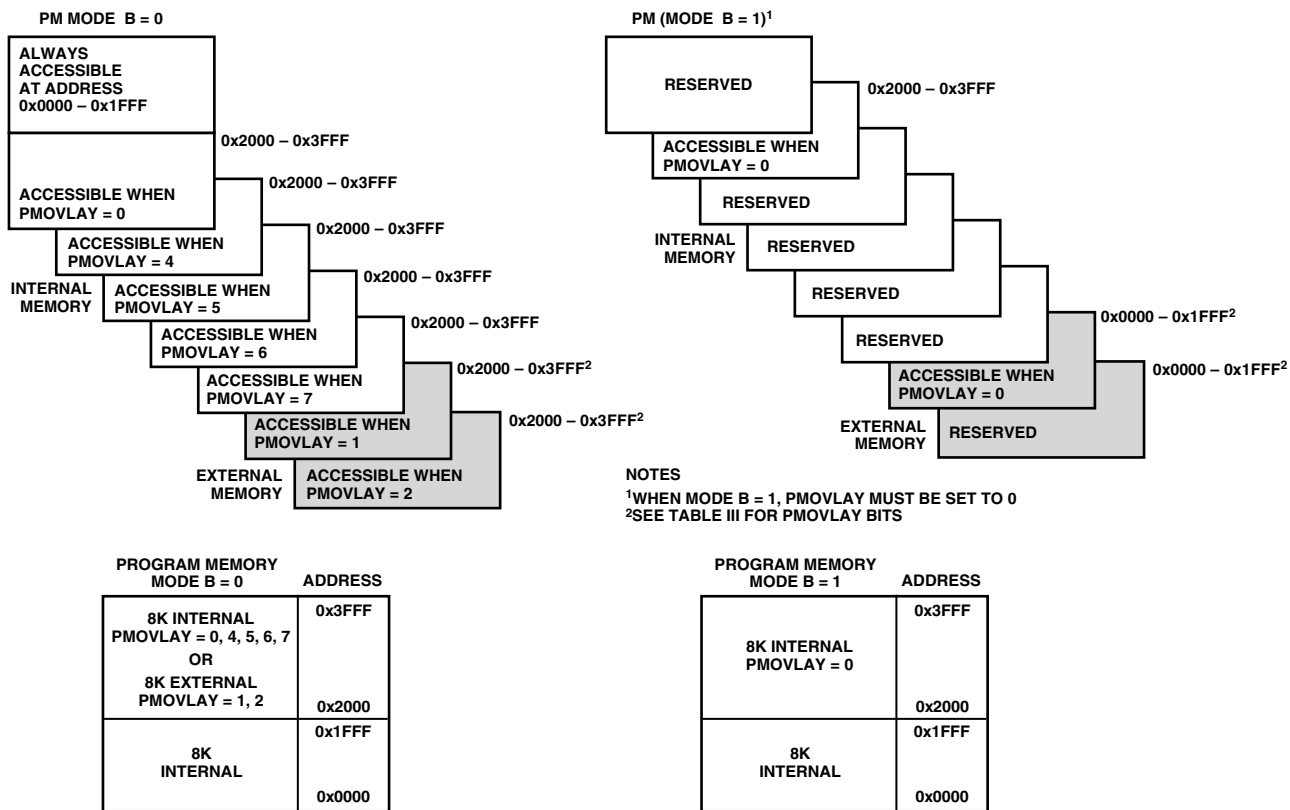 PM MODE B = 0
ALWAYS
ACCESSIBLE
AT ADDRESS
0x0000 – 0x1FFF
0x2000 – 0x3FFF
ACCESSIBLE WHEN
PMOVLAY = 0
0x2000 – 0x3FFF
ACCESSIBLE WHEN
PMOVLAY = 4
0x2000 – 0x3FFF
INTERNAL
MEMORY
ACCESSIBLE WHEN
PMOVLAY = 5
0x2000 – 0x3FFF
ACCESSIBLE WHEN
PMOVLAY = 6
0x2000 – 0x3FFF
ACCESSIBLE WHEN
PMOVLAY = 7
0x2000 – 0x3FFF²
ACCESSIBLE WHEN
PMOVLAY = 1
0x2000 – 0x3FFF²
EXTERNAL
MEMORY
ACCESSIBLE WHEN
PMOVLAY = 2
PM (MODE B = 1)¹
RESERVED
0x2000 – 0x3FFF
ACCESSIBLE WHEN
PMOVLAY = 0
RESERVED
INTERNAL
MEMORY
RESERVED
RESERVED
RESERVED
0x0000 – 0x1FFF²
ACCESSIBLE WHEN
PMOVLAY = 0
0x0000 – 0x1FFF²
EXTERNAL
MEMORY
RESERVED
NOTES
¹WHEN MODE B = 1, PMOVLAY MUST BE SET TO 0
²SEE TABLE III FOR PMOVLAY BITS
PROGRAM MEMORY
MODE B = 0
ADDRESS
8K INTERNAL
PMOVLAY = 0, 4, 5, 6, 7
OR
8K EXTERNAL
PMOVLAY = 1, 2
0x3FFF
0x2000
8K
INTERNAL
0x1FFF
0x0000
PROGRAM MEMORY
MODE B = 1
ADDRESS
8K INTERNAL
PMOVLAY = 0
0x3FFF
0x2000
8K
INTERNAL
0x1FFF
0x0000